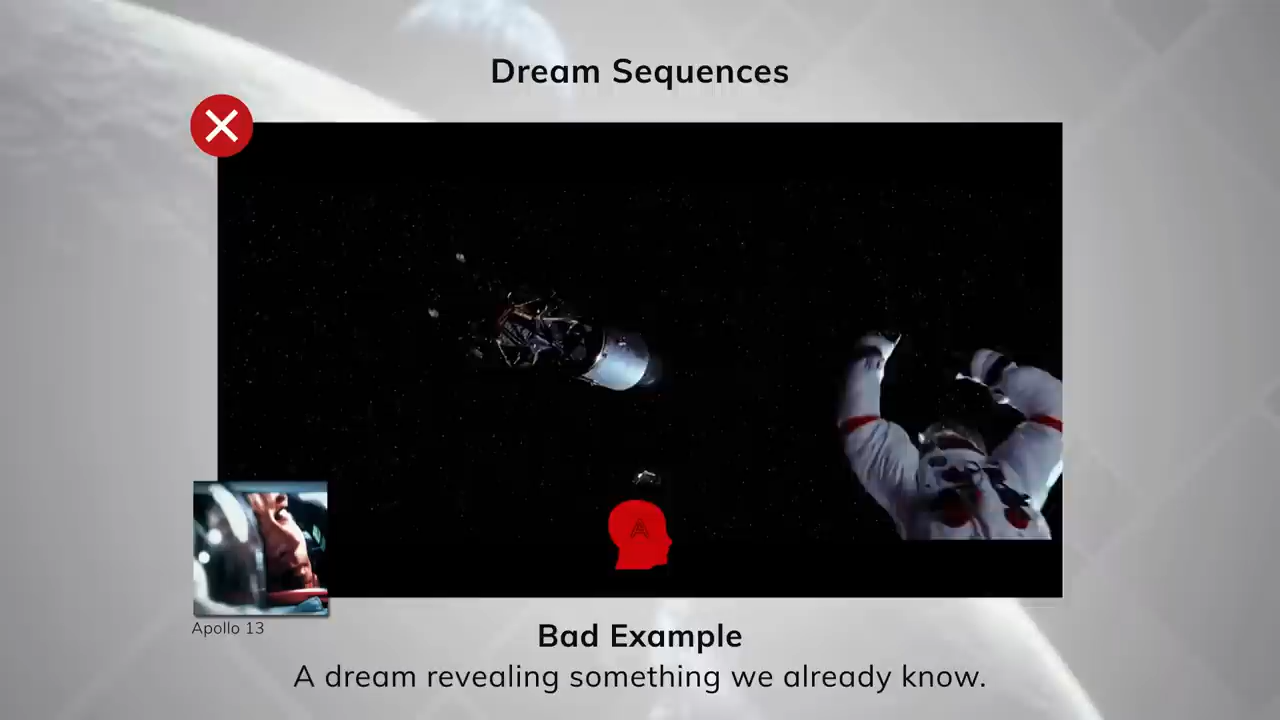 Dream Sequences
A
Apollo 13
Bad Example
A dream revealing something we already know.